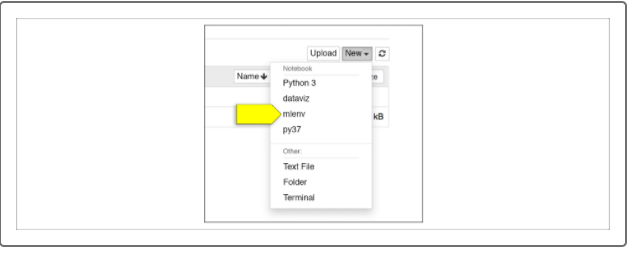 Upload New
Name
Notebook
Python 3
dataviz
mlenv
kB
py37
Other:
Text File
Folder
Terminal